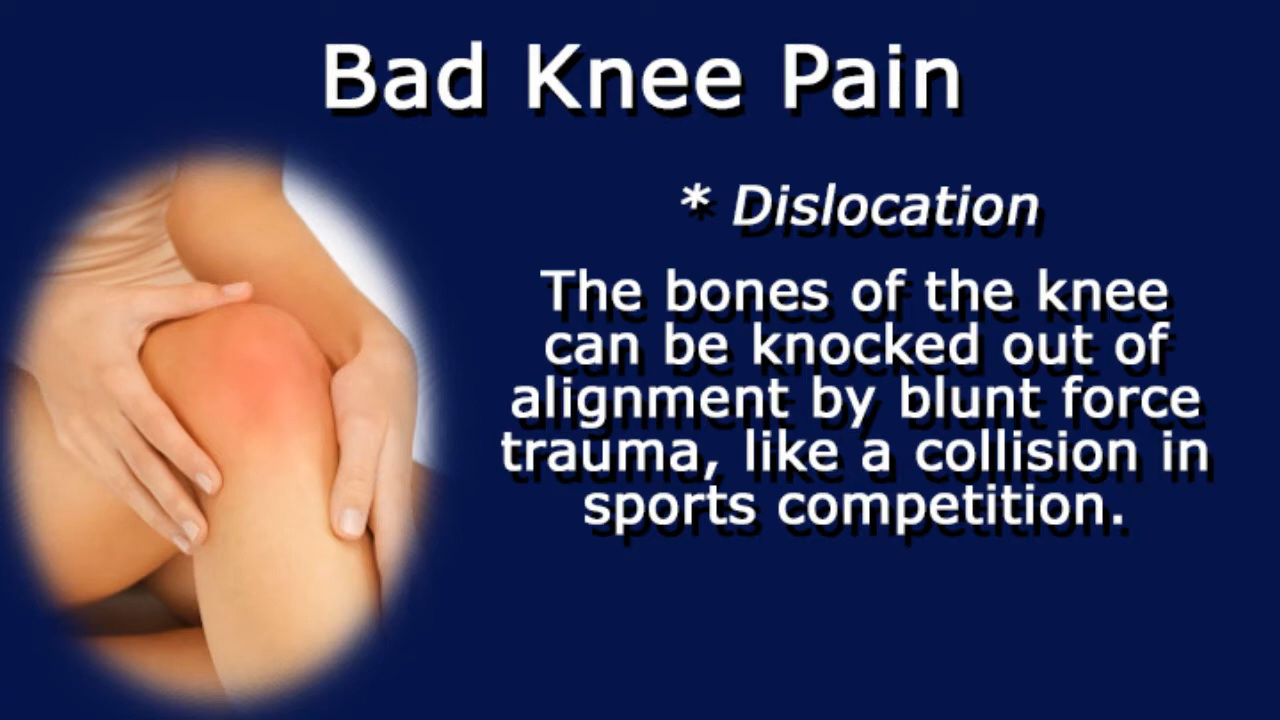 Bad Knee Pain
* Dislocation
The bones of the knee
can be knocked out of
alignment by blunt force
trauma, like a collision in
sports competition.